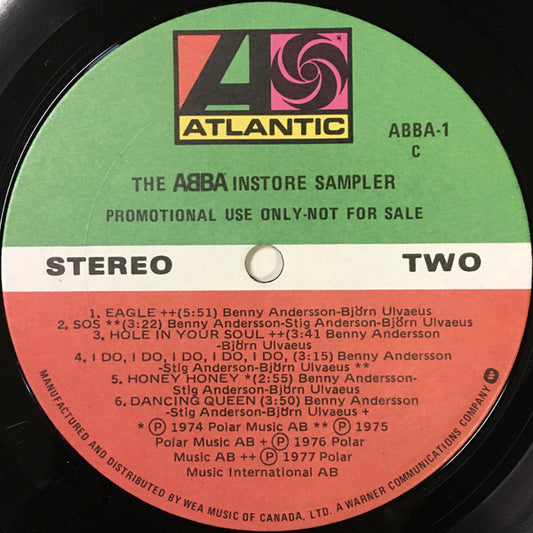 ATLANTIC
ABBA-1
C
THE ABBA INSTORE SAMPLER
PROMOTIONAL USE ONLY-NOT FOR SALE
STEREO TWO
1. EAGLE ++(5:51) Benny Andersson-Björn Ulvaeus
2. SOS **(3:22) Benny Andersson-Stig Anderson-Björn Ulvaeus
3. HOLE IN YOUR SOUL ++(3:41 Benny Andersson
-Björn Ulvaeus
4. I DO, I DO, I DO, I DO, I DO, (3:15) Benny Andersson
-Stig Anderson-Björn Ulvaeus **
5. HONEY HONEY *(2:55) Benny Andersson-
Stig Anderson-Björn Ulvaeus
6. DANCING QUEEN (3:50) Benny Andersson
-Stig Anderson-Björn Ulvaeus +
* Ⓟ 1974 Polar Music AB ** Ⓟ 1975
Polar Music AB + Ⓟ 1976 Polar
Music AB ++ Ⓟ 1977 Polar
Music International AB
MANUFACTURED AND DISTRIBUTED BY WEA MUSIC OF CANADA, LTD. A WARNER COMMUNICATIONS COMPANY